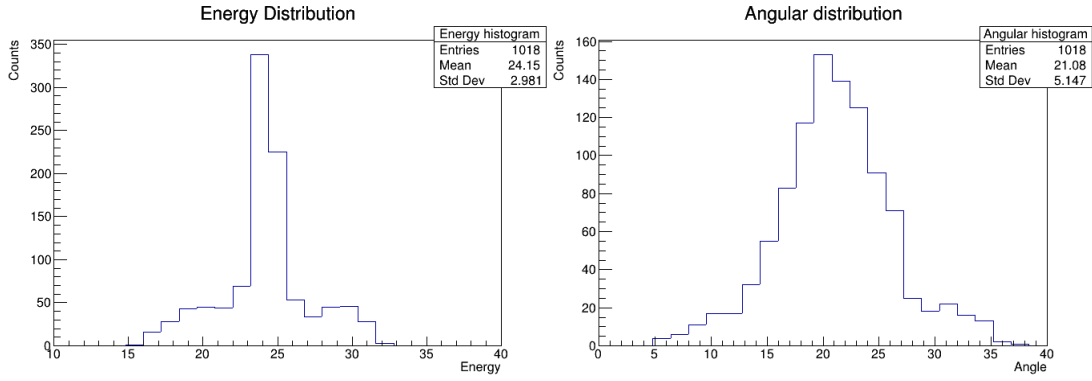 Energy Distribution
Energy histogram
Entries 1018
Mean 24.15
Std Dev 2.981
Counts
350
300
250
200
150
100
50
0
10 15 20 25 30 35 40
Energy
Angular distribution
Angular histogram
Entries 1018
Mean 21.08
Std Dev 5.147
Counts
160
140
120
100
80
60
40
20
0
0 5 10 15 20 25 30 35 40
Angle